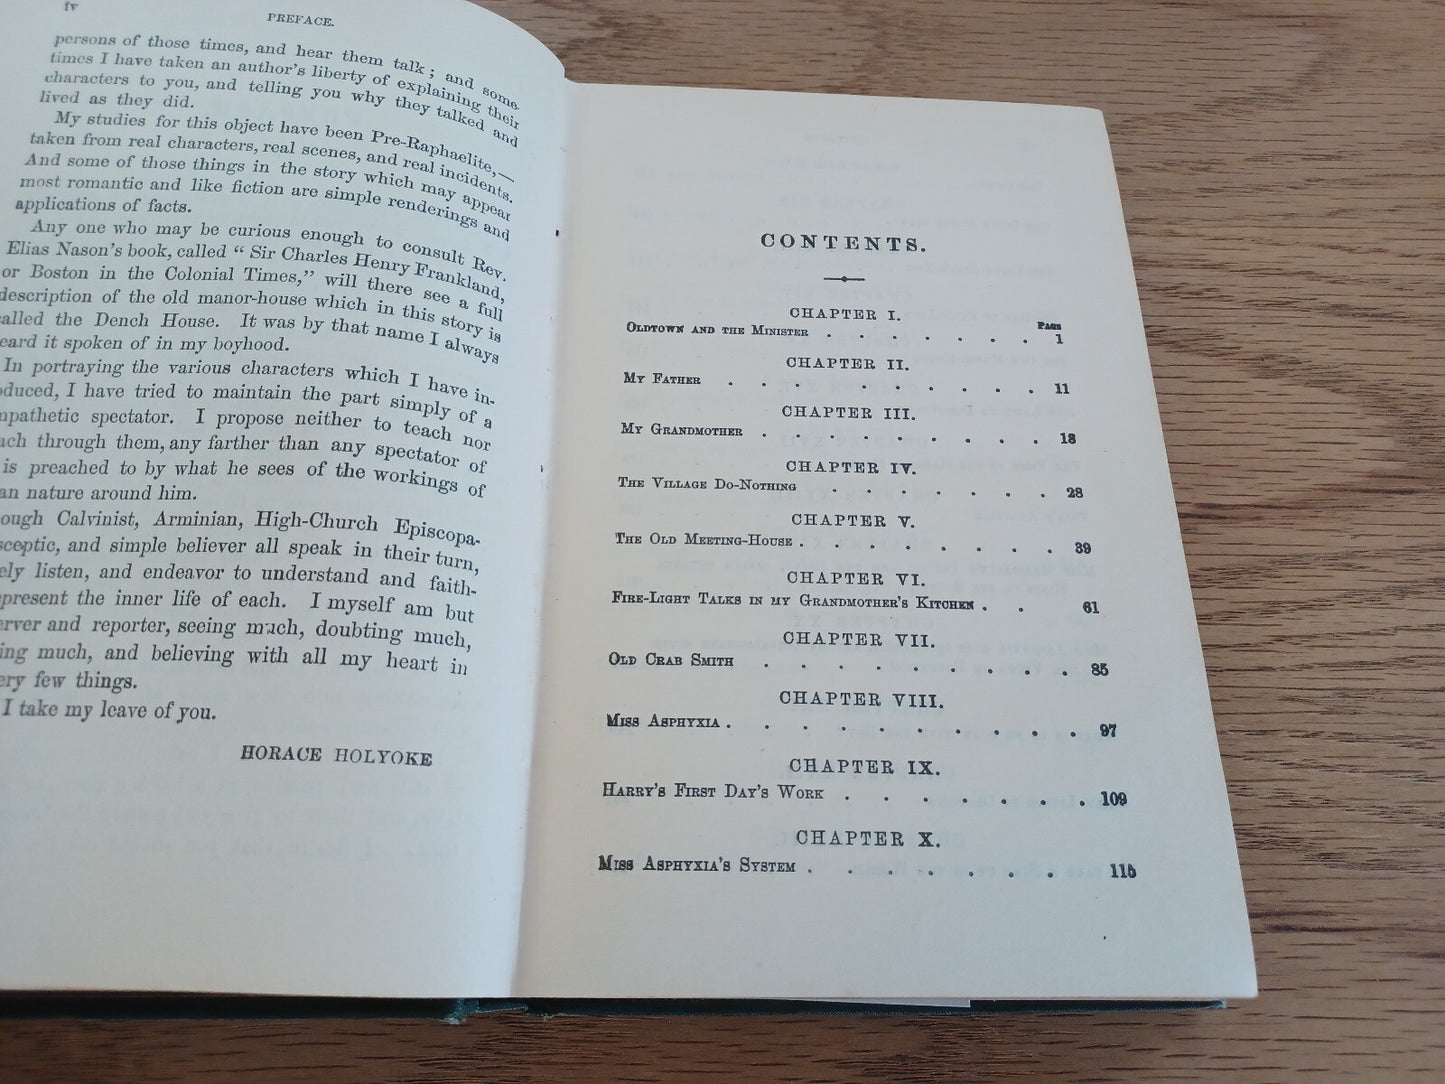 iv
PREFACE.
persons of those times, and hear them talk; and some-
times I have taken an author's liberty of explaining their
characters to you, and telling you why they talked and
lived as they did.
My studies for this object have been Pre-Raphaelite,—
taken from real characters, real scenes, and real incidents.
And some of those things in the story which may appear
most romantic and like fiction are simple renderings and
applications of facts.
Any one who may be curious enough to consult Rev.
Elias Nason's book, called "Sir Charles Henry Frankland,
or Boston in the Colonial Times," will there see a full
description of the old manor-house which in this story is
called the Dench House. It was by that name I always
eard it spoken of in my boyhood.
In portraying the various characters which I have in-
oduced, I have tried to maintain the part simply of a
mpathetic spectator. I propose neither to teach nor
ach through them, any farther than any spectator of
is preached to by what he sees of the workings of
an nature around him.
ough Calvinist, Arminian, High-Church Episcopa-
sceptic, and simple believer all speak in their turn,
ely listen, and endeavor to understand and faith-
epresent the inner life of each. I myself am but
erver and reporter, seeing much, doubting much,
ing much, and believing with all my heart in
ery few things.
I take my leave of you.
HORACE HOLYOKE
CONTENTS.
CHAPTER I.
Page
Oldtown and the Minister . . . . . . . 1
CHAPTER II.
My Father . . . . . . . . . 11
CHAPTER III.
My Grandmother . . . . . . . . 18
CHAPTER IV.
The Village Do-Nothing . . . . . . 28
CHAPTER V.
The Old Meeting-House . . . . . . . . 39
CHAPTER VI.
Fire-Light Talks in my Grandmother's Kitchen . . . 61
CHAPTER VII.
Old Crab Smith . . . . . . . . . 85
CHAPTER VIII.
Miss Asphyxia . . . . . . . . . . 97
CHAPTER IX.
Harry's First Day's Work . . . . . . . 109
CHAPTER X.
Miss Asphyxia's System . . . . . . . 115